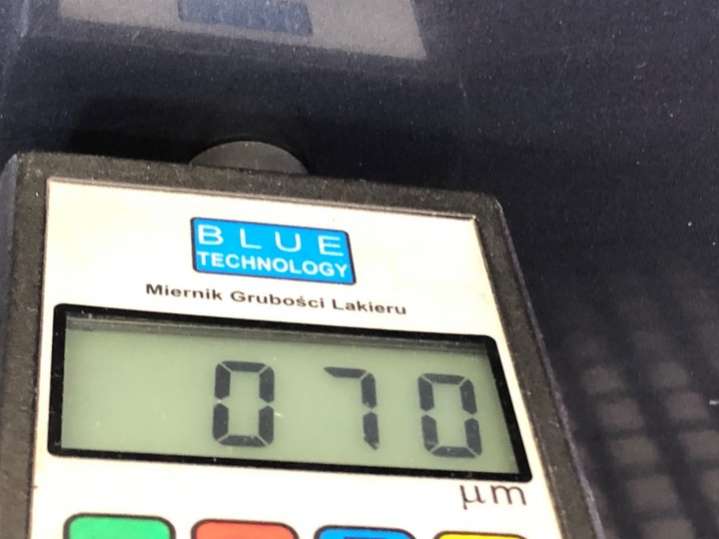 BLUE
TECHNOLOGY
Miernik Grubości Lakieru
070
µm